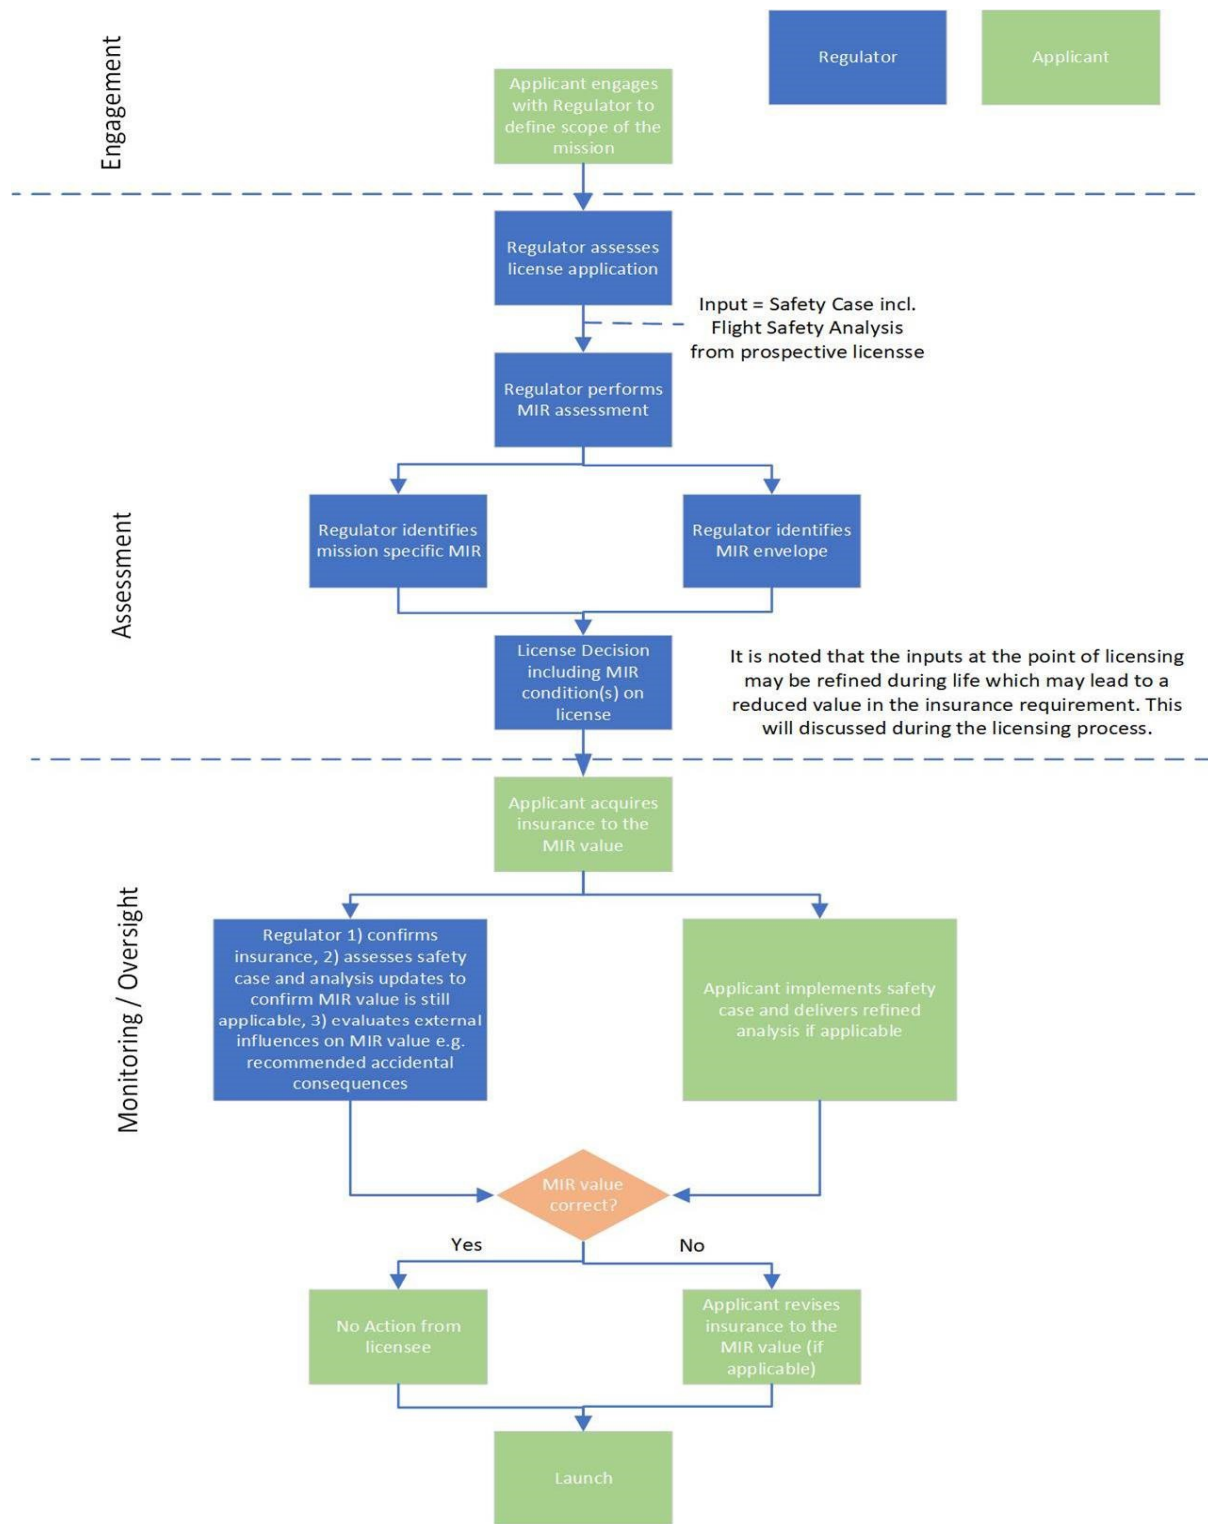 Regulator
Applicant
Engagement
Applicant engages
with Regulator to
define scope of the
mission
Assessment
Regulator assesses
license application
Input = Safety Case incl.
Flight Safety Analysis
from prospective licensse
Regulator performs
MIR assessment
Regulator identifies
mission specific MIR
Regulator identifies
MIR envelope
License Decision
including MIR
condition(s) on
license
It is noted that the inputs at the point of licensing
may be refined during life which may lead to a
reduced value in the insurance requirement. This
will discussed during the licensing process.
Monitoring / Oversight
Applicant acquires
insurance to the
MIR value
Regulator 1) confirms
insurance, 2) assesses safety
case and analysis updates to
confirm MIR value is still
applicable, 3) evaluates external
influences on MIR value e.g.
recommended accidental
consequences
Applicant implements safety
case and delivers refined
analysis if applicable
MIR value
correct?
Yes
No
No Action from
licensee
Applicant revises
insurance to the
MIR value (if
applicable)
Launch